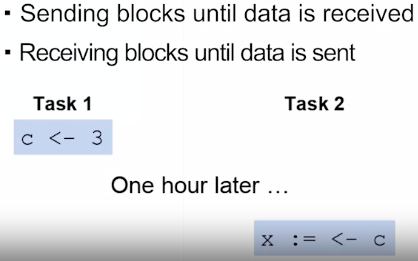 ▪ Sending blocks until data is received
▪ Receiving blocks until data is sent
Task 1 Task 2
c <- 3
One hour later …
x := <- c